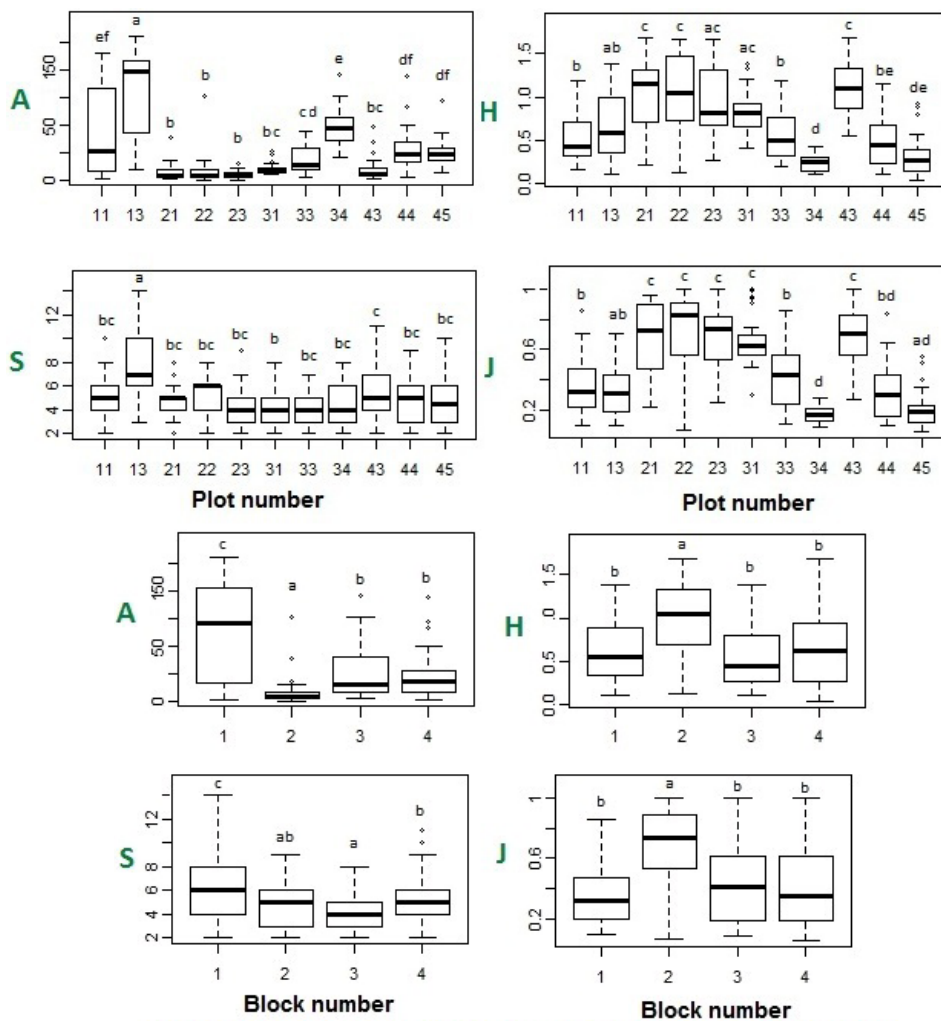 A
150
50
0
ef a b b b bc cd e bc df df
11 13 21 22 23 31 33 34 43 44 45
H
1.5
1.0
0.5
0.0
b ab c c ac ac b d c be de
11 13 21 22 23 31 33 34 43 44 45
S
12
8
6
4
2
bc a bc bc bc b bc bc c bc bc
11 13 21 22 23 31 33 34 43 44 45
Plot number
J
1
0.6
0.2
b ab c c c c b d c bd ad
11 13 21 22 23 31 33 34 43 44 45
Plot number
A
150
50
0
c a b b
1 2 3 4
H
1.5
.0
0.5
0.0
b a b b
1 2 3 4
S
12
8
6
4
2
c ab a b
1 2 3 4
Block number
J
1
0.6
0.2
b a b b
1 2 3 4
Block number